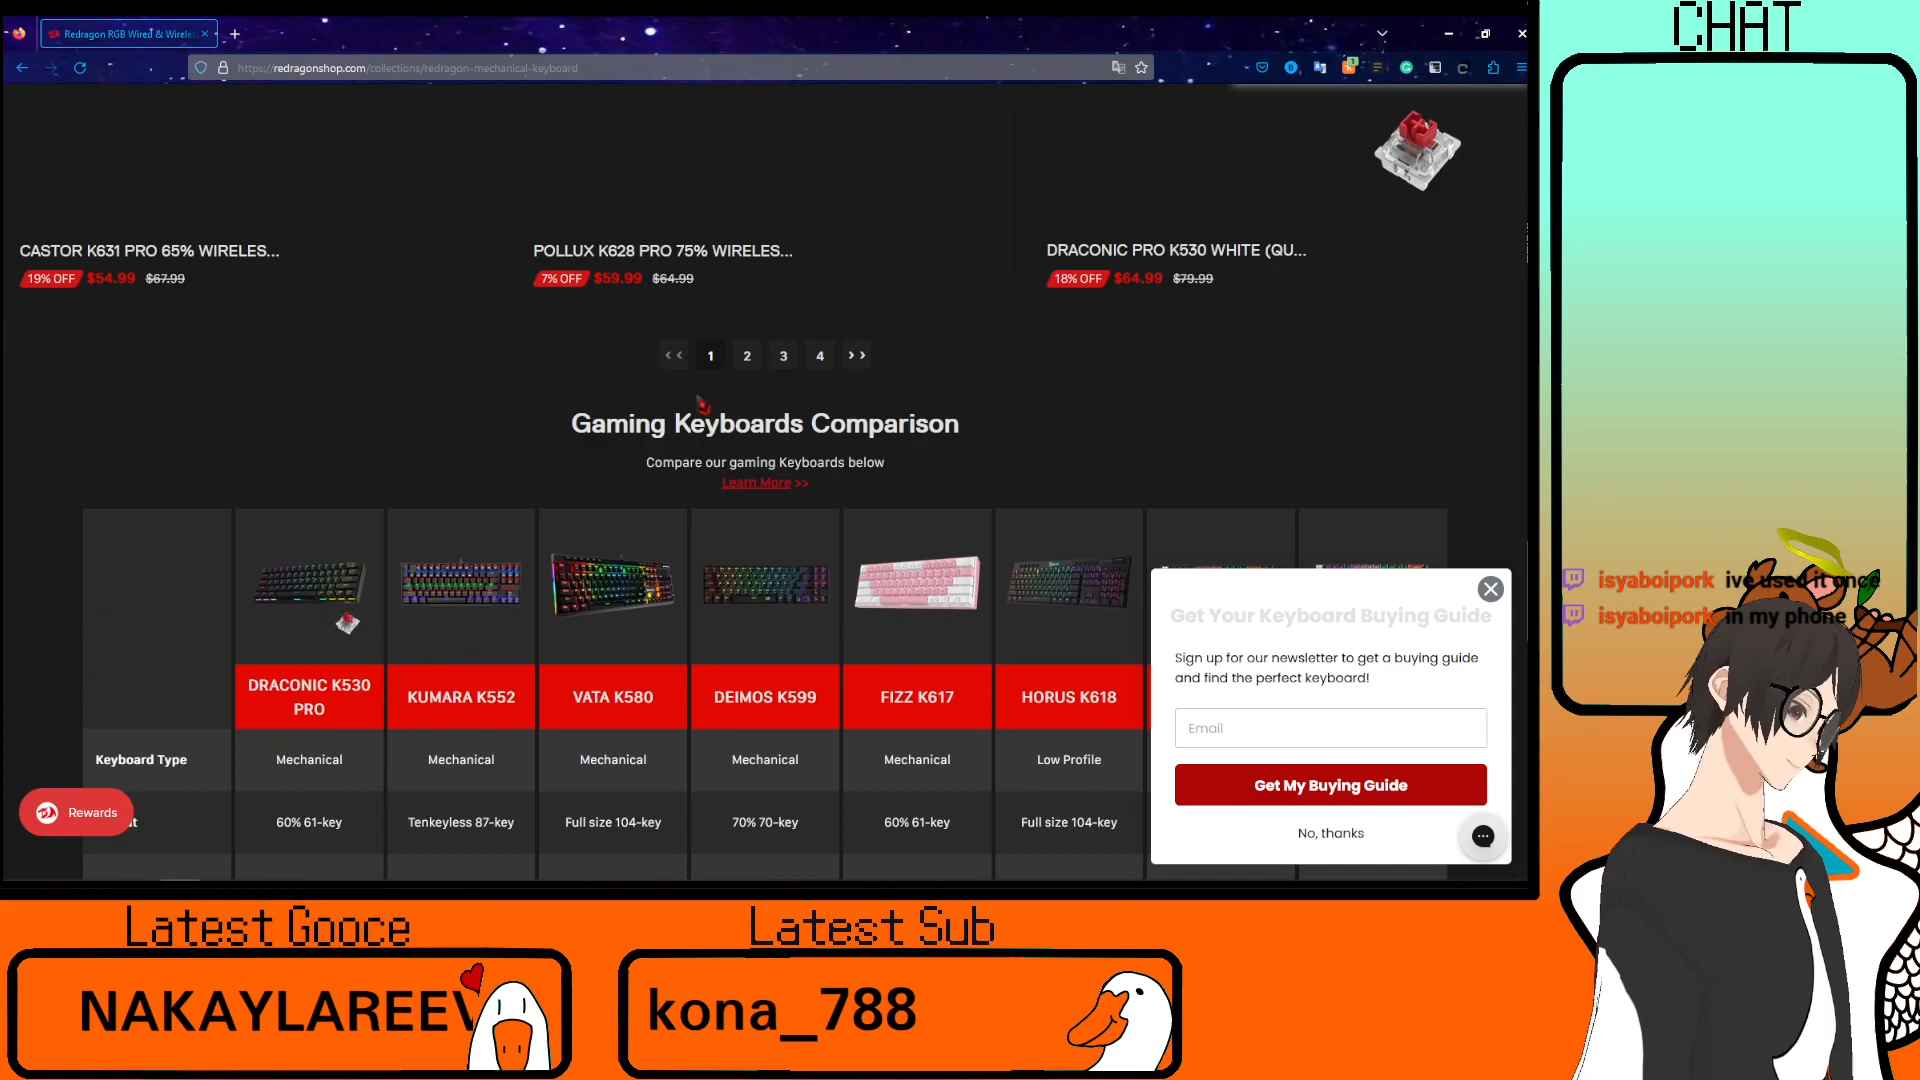 CHAT
Redragon RGB Wired & Wireles
https://redragonshop.com/collections/redragon-mechanical-keyboard
1
CASTOR K631 PRO 65% WIRELES...
19% OFF $54.99 $67.99
POLLUX K628 PRO 75% WIRELES...
7% OFF $59.99 $64.99
DRACONIC PRO K530 WHITE (QU...
18% OFF $64.99 $79.99
<< 1 2 3 4 >>
Gaming Keyboards Comparison
Compare our gaming Keyboards below
Learn More >>
DRACONIC K530 PRO
KUMARA K552
VATA K580
DEIMOS K599
FIZZ K617
HORUS K618
Keyboard Type
Mechanical
Mechanical
Mechanical
Mechanical
Mechanical
Low Profile
60% 61-key
Tenkeyless 87-key
Full size 104-key
70% 70-key
60% 61-key
Full size 104-key
Rewards
Get Your Keyboard Buying Guide
Sign up for our newsletter to get a buying guide
and find the perfect keyboard!
Email
Get My Buying Guide
No, thanks
isyaboipork ive used it once
isyaboipork in my phone
Latest Gooce
NAKAYLAREEV
Latest Sub
kona_788